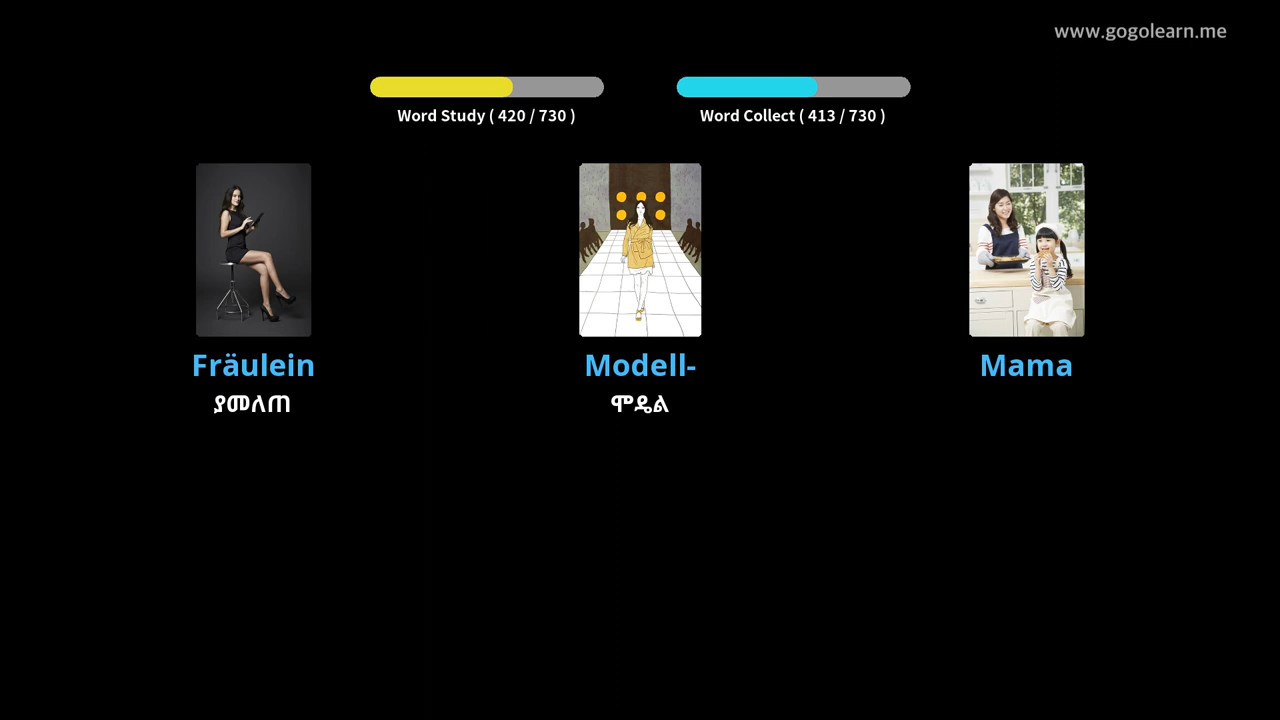 www.gogolearn.me
Word Study ( 420 / 730 )
Word Collect ( 413 / 730 )
Fräulein
Modell-
Mama
ያመለጠ
ሞዴል